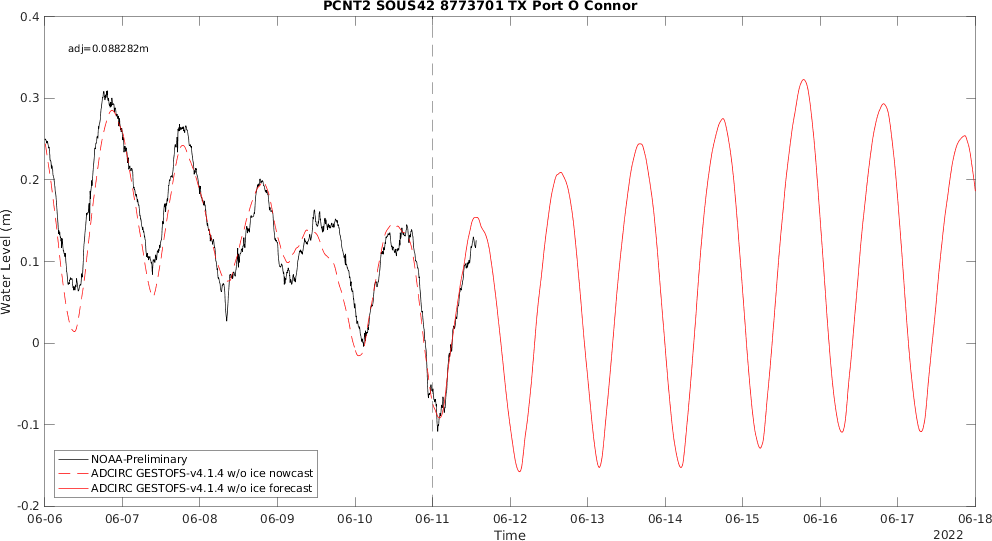 PCNT2 SOUS42 8773701 TX Port O Connor
adj=0.088282m
0.4
0.3
0.2
0.1
0
-0.1
-0.2
Water Level (m)
NOAA-Preliminary
ADCIRC GESTOFS-v4.1.4 w/o ice nowcast
ADCIRC GESTOFS-v4.1.4 w/o ice forecast
06-06 06-07 06-08 06-09 06-10 06-11 06-12 06-13 06-14 06-15 06-16 06-17 06-18
Time
2022